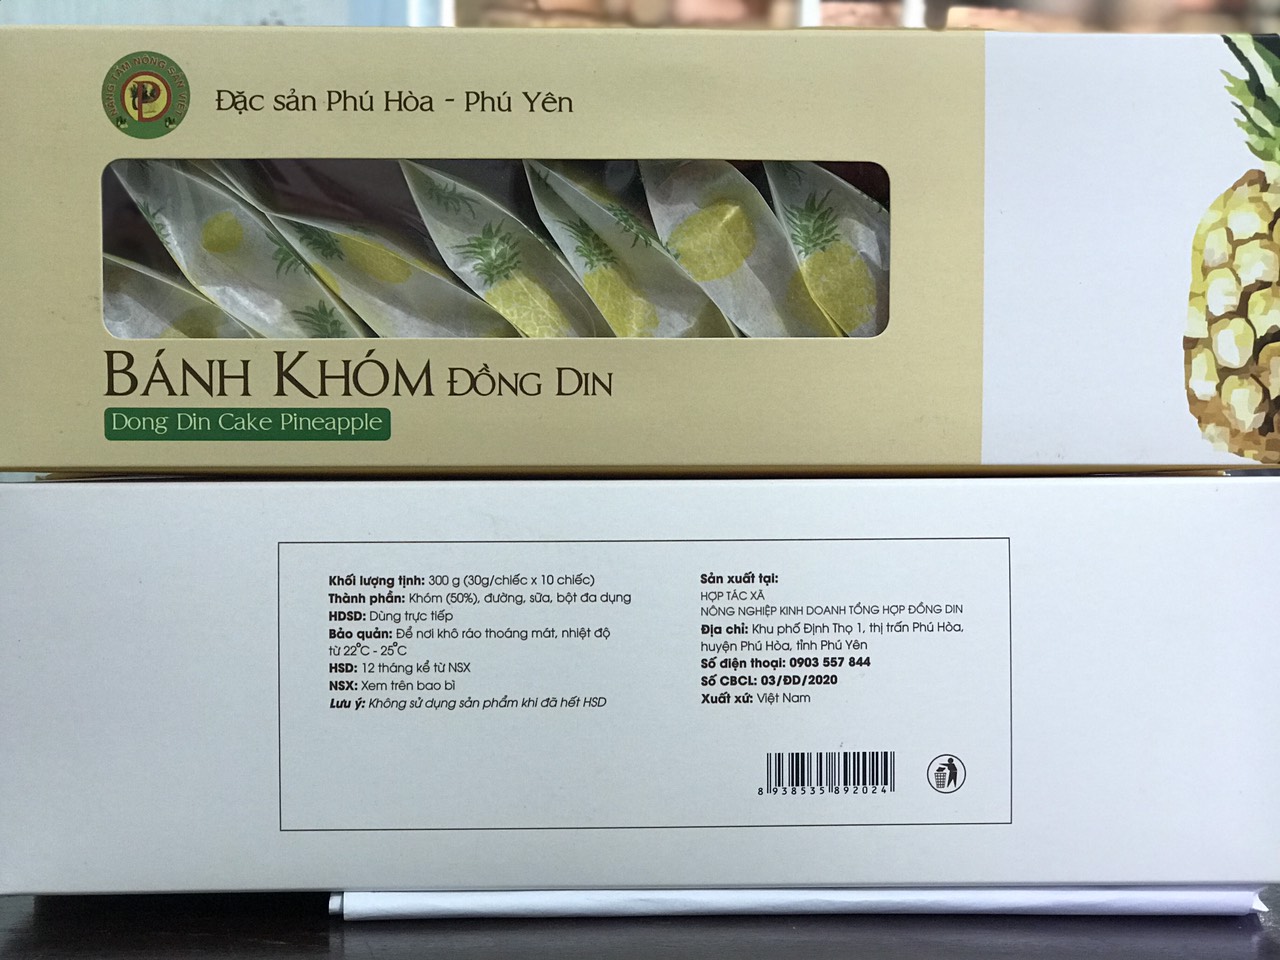 NÂNG TẦM NÔNG SẢN VIỆT
Đặc sản Phú Hòa - Phú Yên
BÁNH KHÓM ĐỒNG DIN
Dong Din Cake Pineapple
Khối lượng tịnh: 300 g (30g/chiếc x 10 chiếc)
Thành phần: Khóm (50%), đường, sữa, bột đa dụng
HDSD: Dùng trực tiếp
Bảo quản: Để nơi khô ráo thoáng mát, nhiệt độ
từ 22°C - 25°C
HSD: 12 tháng kể từ NSX
NSX: Xem trên bao bì
Lưu ý: Không sử dụng sản phẩm khi đã hết HSD
Sản xuất tại:
HỢP TÁC XÃ
NÔNG NGHIỆP KINH DOANH TỔNG HỢP ĐỒNG DIN
Địa chỉ: Khu phố Định Thọ 1, thị trấn Phú Hòa,
huyện Phú Hòa, tỉnh Phú Yên
Số điện thoại: 0903 557 844
Số CBCL: 03/ĐD/2020
Xuất xứ: Việt Nam
8 938535 892024